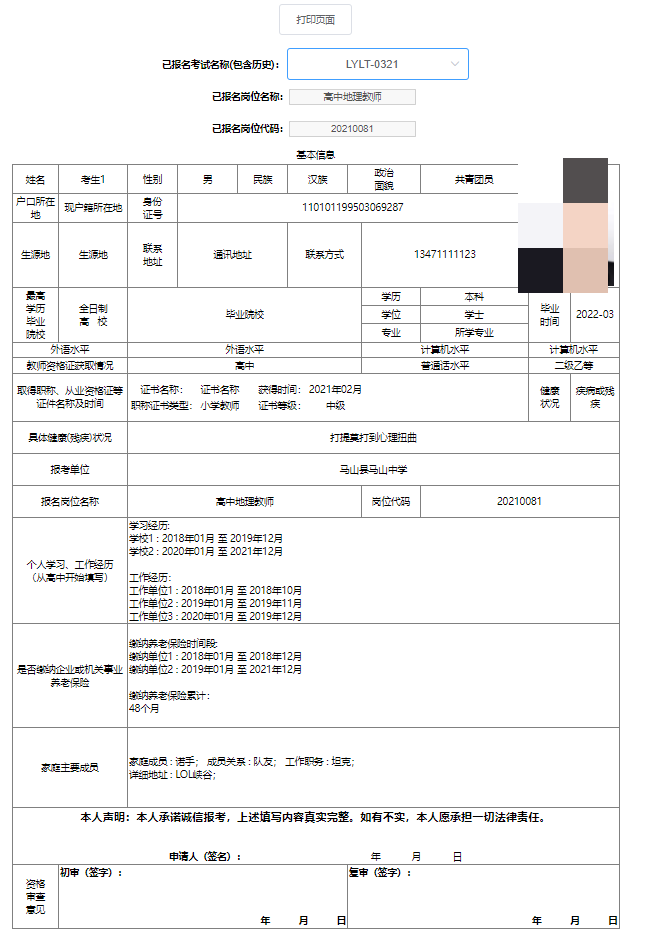 打印页面
已报名考试名称(包含历史)： LYLT-0321
已报名岗位名称： 高中地理教师
已报名岗位代码： 20210081
基本信息
姓名 考生1 性别 男 民族 汉族 政治面貌 共青团员
户口所在地 现户籍所在地 身份证号 110101199503069287
生源地 生源地 联系地址 通讯地址 联系方式 13471111123
最高学历毕业院校 全日制高 校 毕业院校 学历 本科 毕业时间 2022-03
学位 学士
专业 所学专业
外语水平 外语水平 计算机水平 计算机水平
教师资格证获取情况 高中 普通话水平 二级乙等
取得职称、从业资格证等证件名称及时间 证书名称： 证书名称 获得时间： 2021年02月 健康状况 疾病或残疾
职称证书类型： 小学教师 证书等级： 中级
具体健康(残疾)状况 打提莫打到心理扭曲
报考单位 马山县马山中学
报名岗位名称 高中地理教师 岗位代码 20210081
个人学习、工作经历
（从高中开始填写）
学习经历:
学校1 : 2018年01月 至 2019年12月
学校2 : 2020年01月 至 2021年12月
工作经历：
工作单位1 : 2018年01月 至 2018年10月
工作单位2 : 2019年01月 至 2019年11月
工作单位3 : 2020年01月 至 2019年12月
是否缴纳企业或机关事业养老保险
缴纳养老保险时间段:
缴纳单位1 : 2018年01月 至 2018年12月
缴纳单位2 : 2019年01月 至 2021年12月
缴纳养老保险累计：
48个月
家庭主要成员
家庭成员 : 诺手； 成员关系 : 队友； 工作职务 : 坦克；
详细地址 : LOL峡谷；
本人声明：本人承诺诚信报考，上述填写内容真实完整。如有不实，本人愿承担一切法律责任。
申请人（签名）： 年 月 日
资格审查意见
初审（签字）： 复审（签字）：
年 月 日 年 月 日